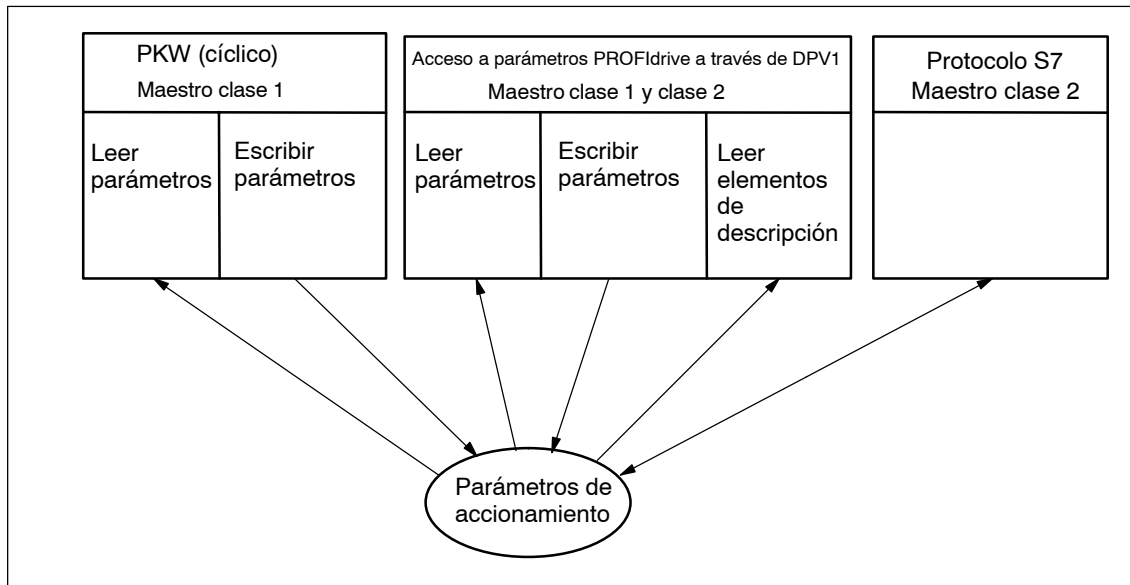 PKW (cíclico)
Maestro clase 1
Leer
parámetros
Escribir
parámetros
Acceso a parámetros PROFIdrive a través de DPV1
Maestro clase 1 y clase 2
Leer
parámetros
Escribir
parámetros
Leer
elementos
de
descripción
Protocolo S7
Maestro clase 2
Parámetros de
accionamiento